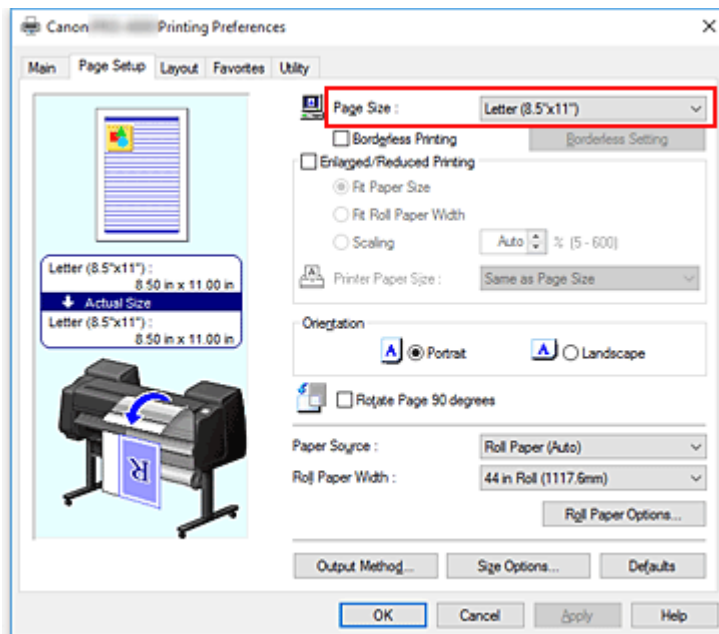 Canon Printing Preferences
Main Page Setup Layout Favorites Utility
Page Size : Letter (8.5"x11")
Borderless Printing Borderless Setting
Enlarged/Reduced Printing
Fit Paper Size
Fit Roll Paper Width
Scaling Auto % (5 - 600)
Printer Paper Size : Same as Page Size
Letter (8.5"x11") :
8.50 in x 11.00 in
Actual Size
Letter (8.5"x11") :
8.50 in x 11.00 in
Orientation
A Portrait A Landscape
Rotate Page 90 degrees
R
Paper Source : Roll Paper (Auto)
Roll Paper Width : 44 in Roll (1117.6mm)
Roll Paper Options...
Output Method... Size Options... Defaults
OK Cancel Apply Help